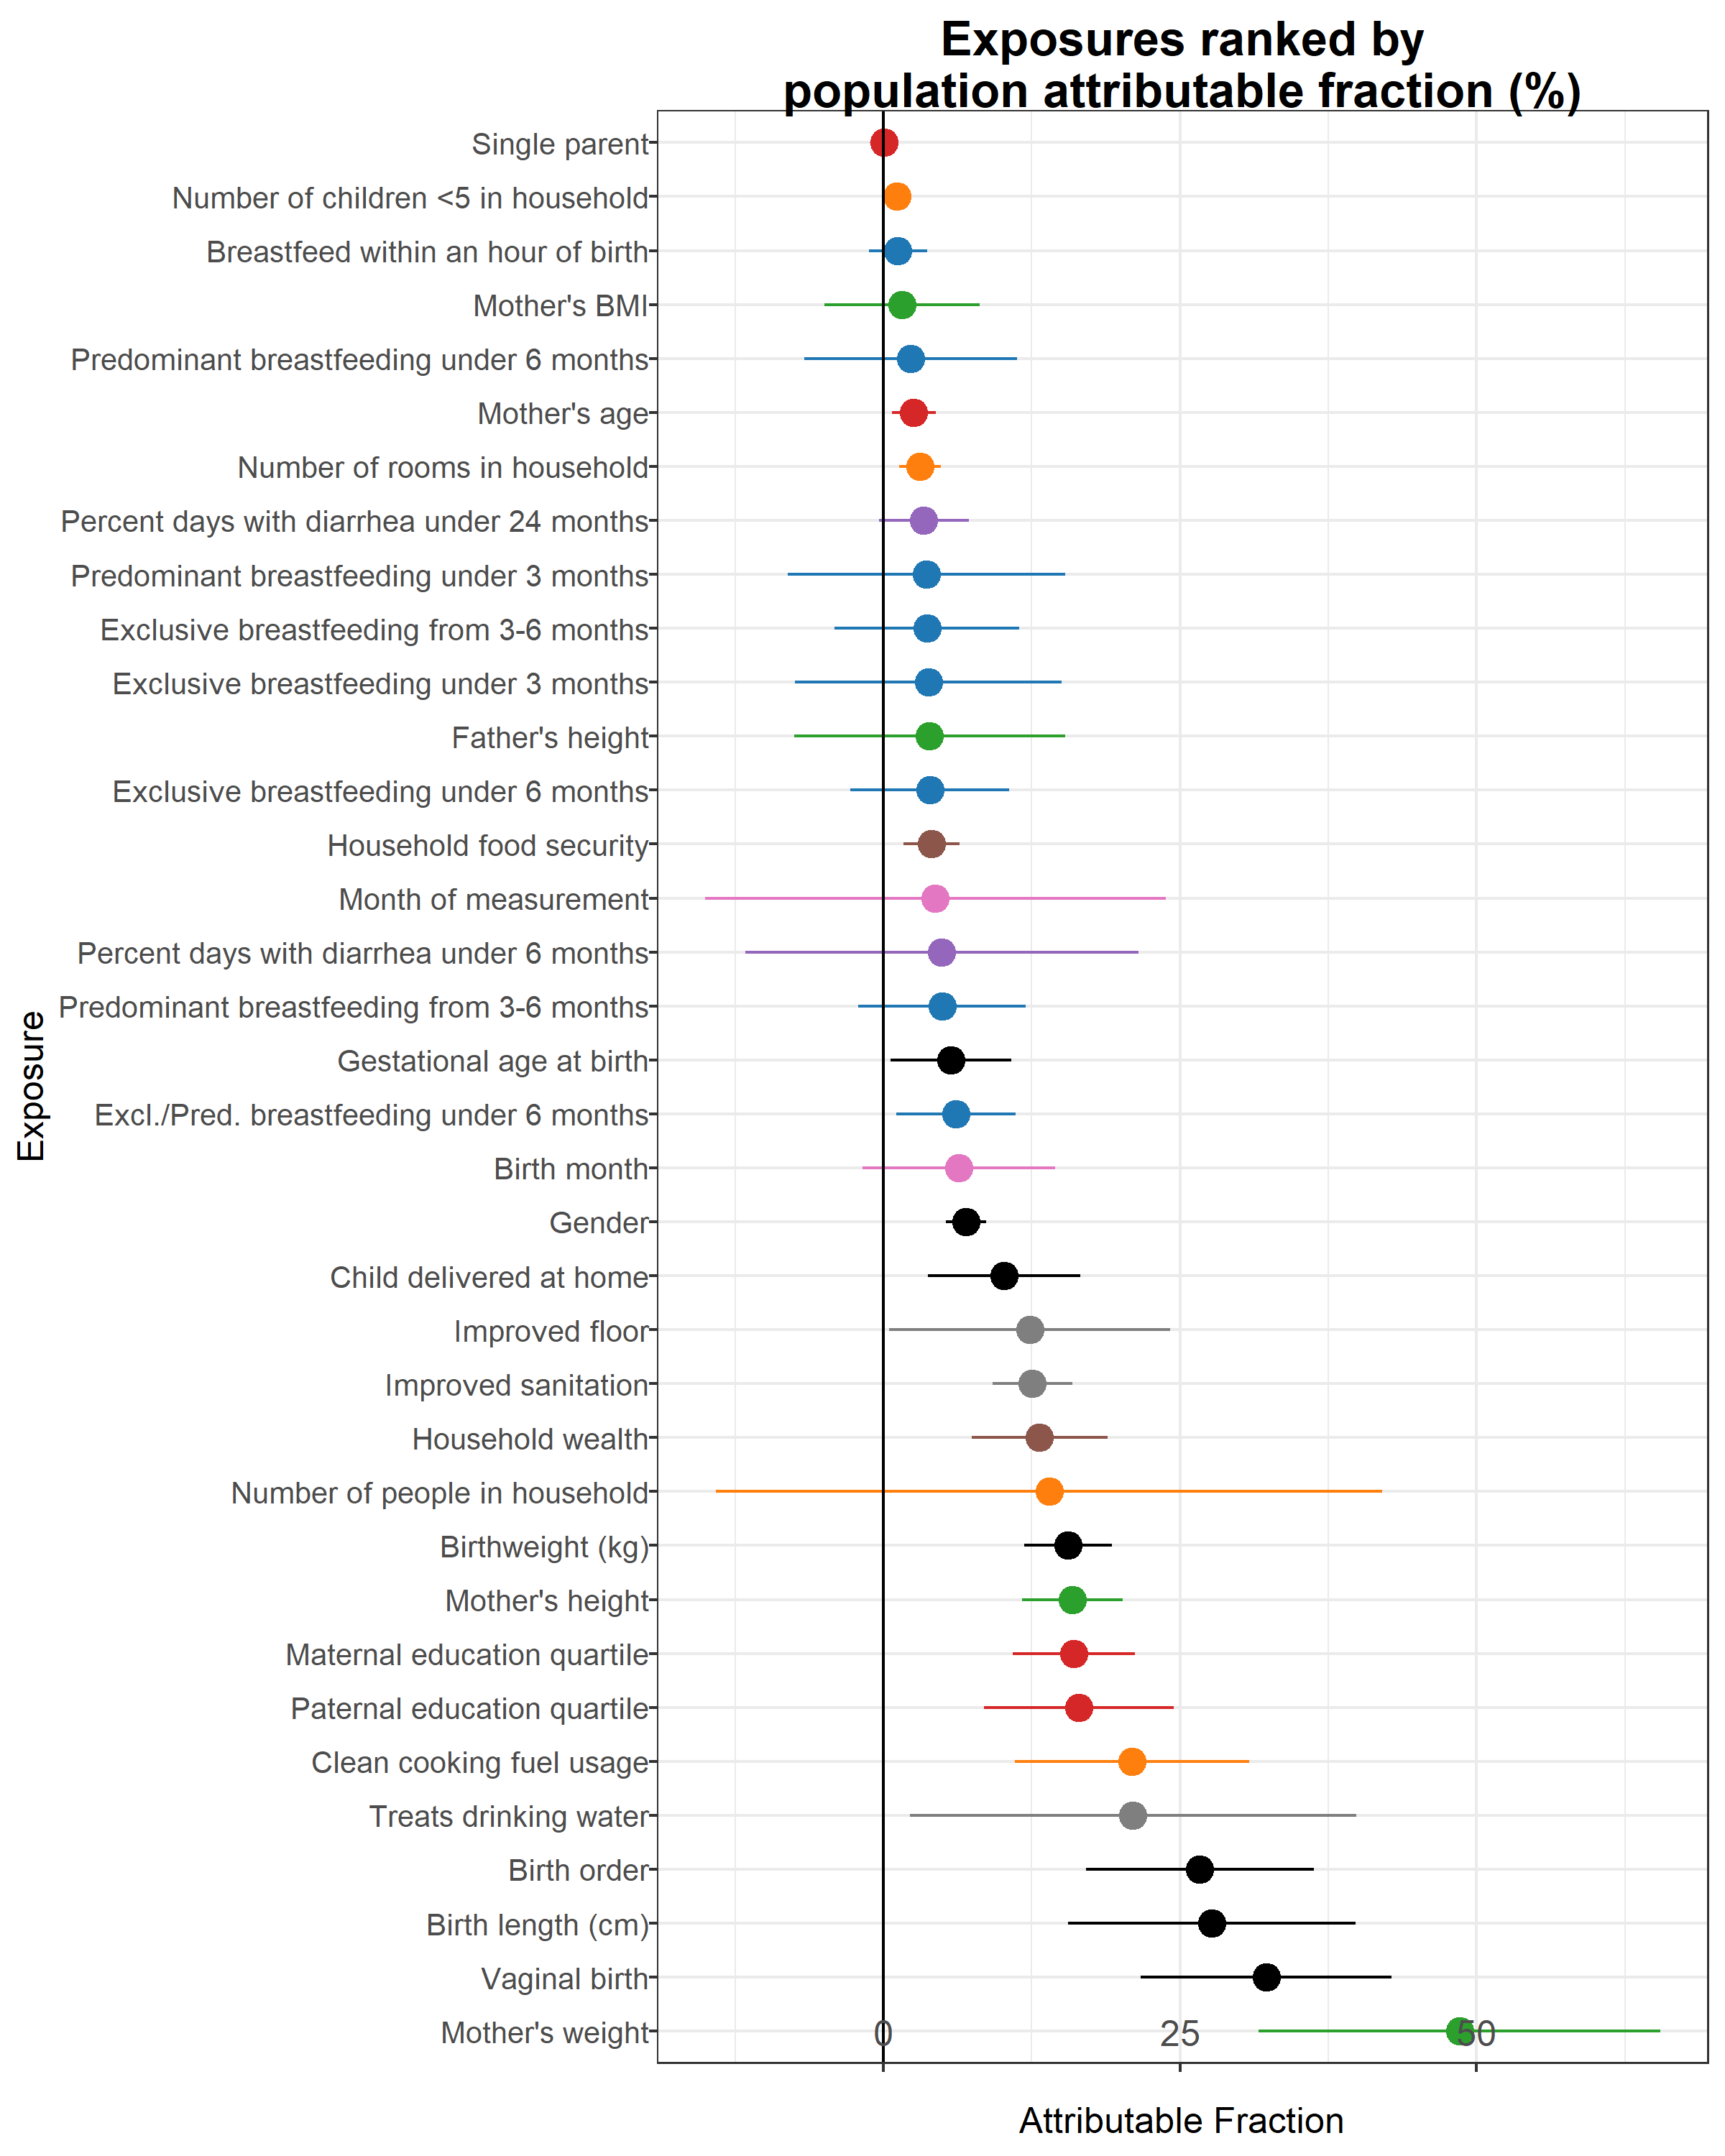 Exposures ranked by
population attributable fraction (%)
Single parent
Number of children <5 in household
Breastfeed within an hour of birth
Mother's BMI
Predominant breastfeeding under 6 months
Mother's age
Number of rooms in household
Percent days with diarrhea under 24 months
Predominant breastfeeding under 3 months
Exclusive breastfeeding from 3-6 months
Exclusive breastfeeding under 3 months
Father's height
Exclusive breastfeeding under 6 months
Household food security
Month of measurement
Percent days with diarrhea under 6 months
Predominant breastfeeding from 3-6 months
Gestational age at birth
Excl./Pred. breastfeeding under 6 months
Birth month
Gender
Child delivered at home
Improved floor
Improved sanitation
Household wealth
Number of people in household
Birthweight (kg)
Mother's height
Maternal education quartile
Paternal education quartile
Clean cooking fuel usage
Treats drinking water
Birth order
Birth length (cm)
Vaginal birth
Mother's weight
Exposure
0 25 50
Attributable Fraction